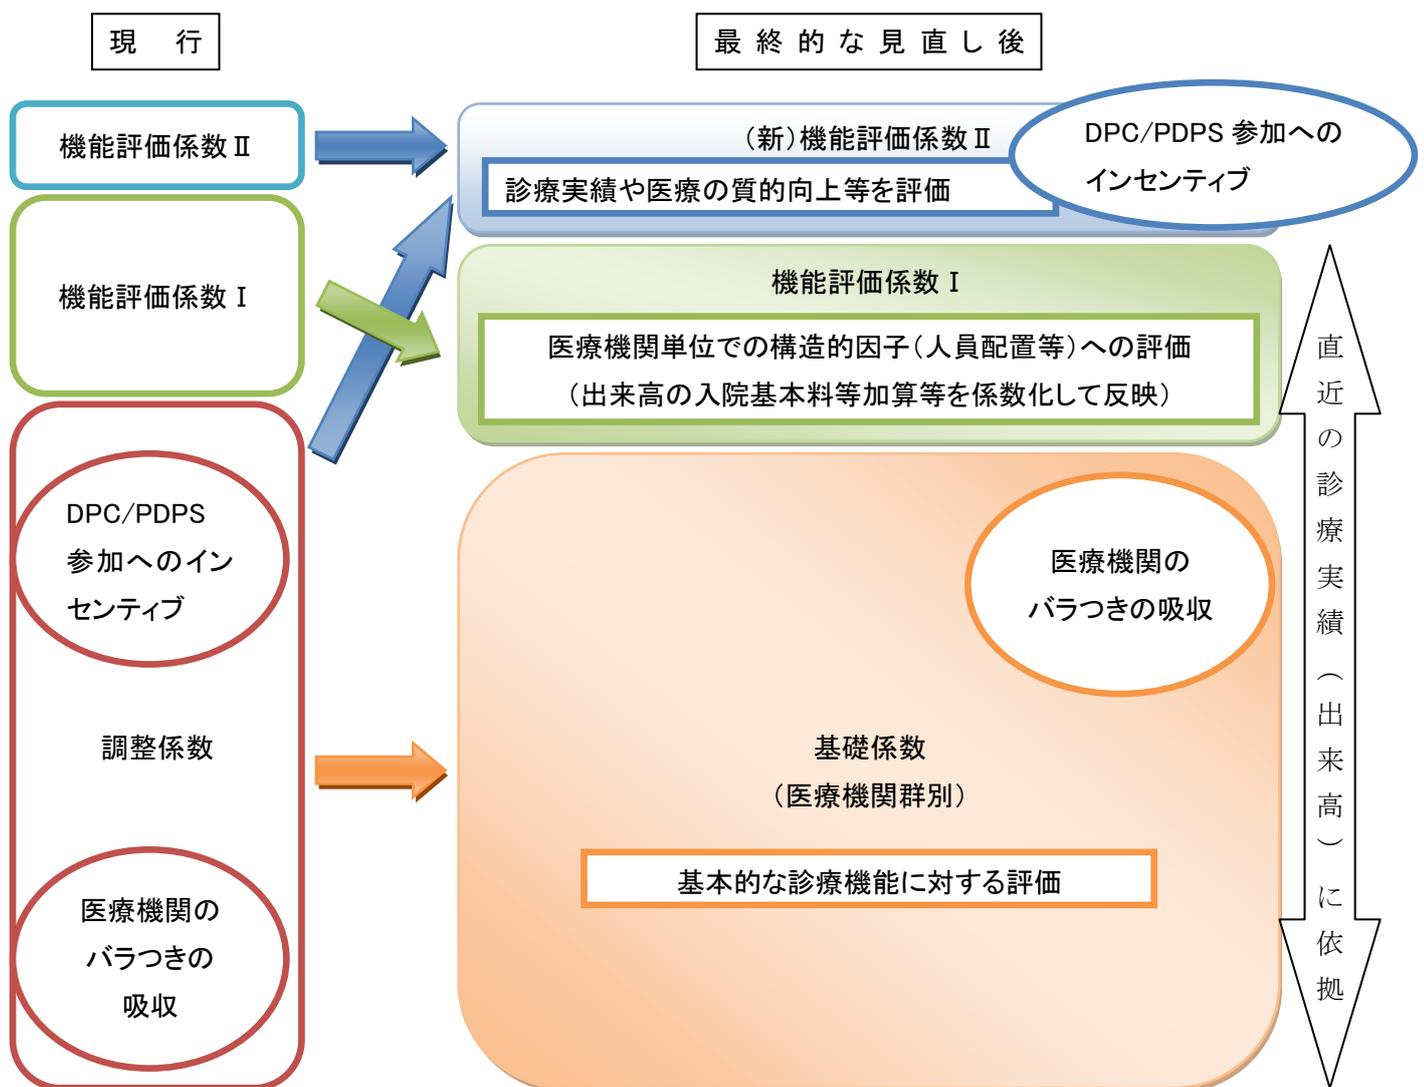 現 行
最終的な見直し後
機能評価係数Ⅱ
機能評価係数Ⅰ
DPC/PDPS
参加へのイン
センティブ
調整係数
医療機関の
バラつきの
吸収
(新)機能評価係数Ⅱ
診療実績や医療の質的向上等を評価
DPC/PDPS 参加への
インセンティブ
機能評価係数Ⅰ
医療機関単位での構造的因子(人員配置等)への評価
(出来高の入院基本料等加算等を係数化して反映)
医療機関の
バラつきの吸収
基礎係数
(医療機関群別)
基本的な診療機能に対する評価
直近の診療実績(出来高)に依拠